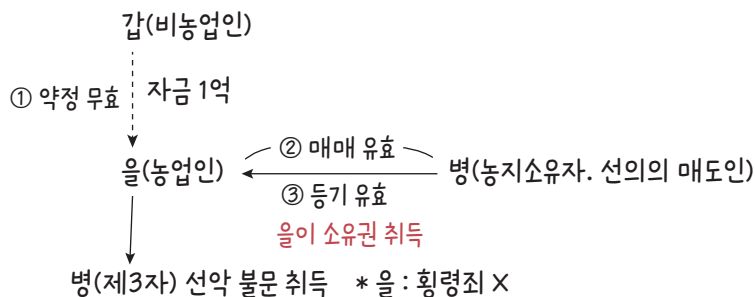 갑(비농업인)
① 약정 무효
자금 1억
② 매매 유효
을(농업인)
병(농지소유자. 선의의 매도인)
③ 등기 유효
을이 소유권 취득
병(제3자) 선악 불문 취득 * 을 : 횡령죄 X